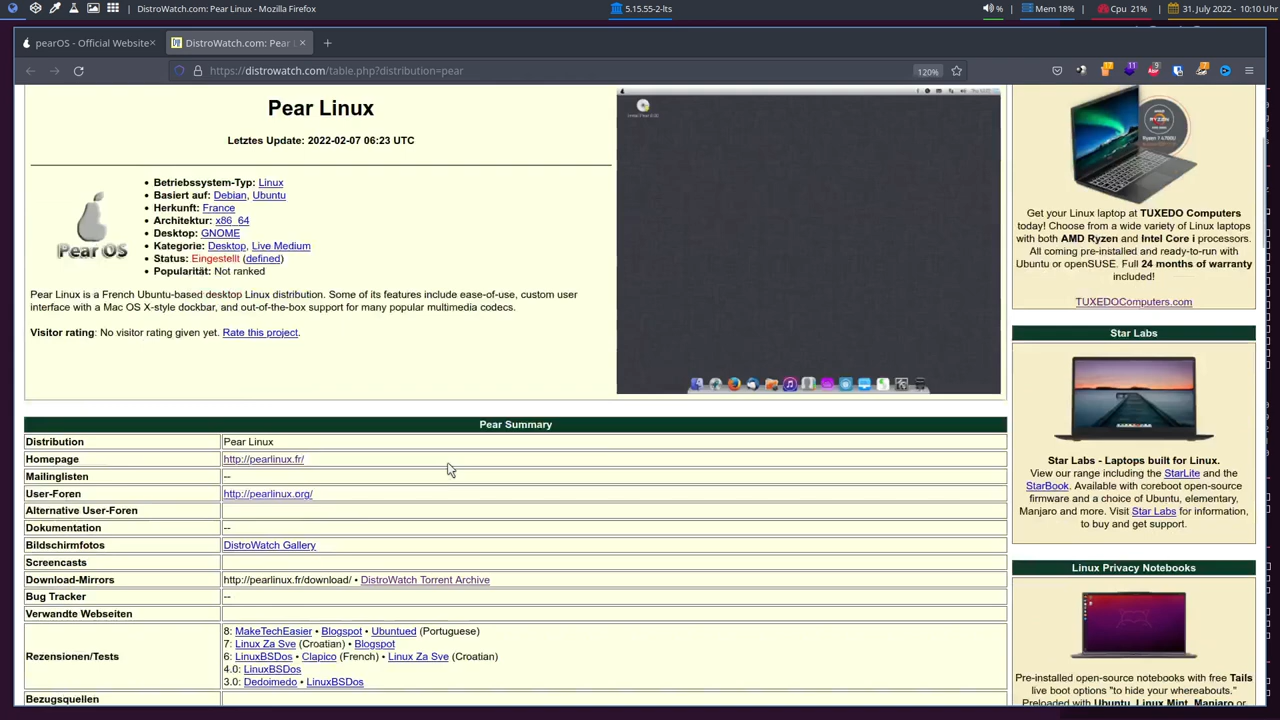 DistroWatch.com: Pear Linux - Mozilla Firefox
5.15.55-2-lts
%
Mem 18%
Cpu 21%
31. July 2022 - 10:10 Uhr
pearOS - Official Website
DistroWatch.com: Pear L
https://distrowatch.com/table.php?distribution=pear
120%
Pear Linux
Letztes Update: 2022-02-07 06:23 UTC
Pear OS
• Betriebssystem-Typ: Linux
• Basiert auf: Debian, Ubuntu
• Herkunft: France
• Architektur: x86_64
• Desktop: GNOME
• Kategorie: Desktop, Live Medium
• Status: Eingestellt (defined)
• Popularität: Not ranked
Pear Linux is a French Ubuntu-based desktop Linux distribution. Some of its features include ease-of-use, custom user
interface with a Mac OS X-style dockbar, and out-of-the-box support for many popular multimedia codecs.
Visitor rating: No visitor rating given yet. Rate this project.
Pear Summary
Distribution Pear Linux
Homepage http://pearlinux.fr/
Mailinglisten --
User-Foren http://pearlinux.org/
Alternative User-Foren
Dokumentation --
Bildschirmfotos DistroWatch Gallery
Screencasts
Download-Mirrors http://pearlinux.fr/download/ • DistroWatch Torrent Archive
Bug Tracker --
Verwandte Webseiten
Rezensionen/Tests
8: MakeTechEasier • Blogspot • Ubuntued (Portuguese)
7: Linux Za Sve (Croatian) • Blogspot
6: LinuxBSDos • Clapico (French) • Linux Za Sve (Croatian)
4.0: LinuxBSDos
3.0: Dedoimedo • LinuxBSDos
Bezugsquellen
AMD
RYZEN
Get your Linux laptop at TUXEDO Computers
today! Choose from a wide variety of Linux laptops
with both AMD Ryzen and Intel Core i processors.
All coming pre-installed and ready-to-run with
Ubuntu or openSUSE. Full 24 months of warranty
included!
TUXEDOComputers.com
Star Labs
Star Labs - Laptops built for Linux.
View our range including the StarLite and the
StarBook. Available with coreboot open-source
firmware and a choice of Ubuntu, elementary,
Manjaro and more. Visit Star Labs for information,
to buy and get support.
Linux Privacy Notebooks
Pre-installed open-source notebooks with free Tails
live boot options "to hide your whereabouts."
Preloaded with Ubuntu, Linux Mint, Manjaro or